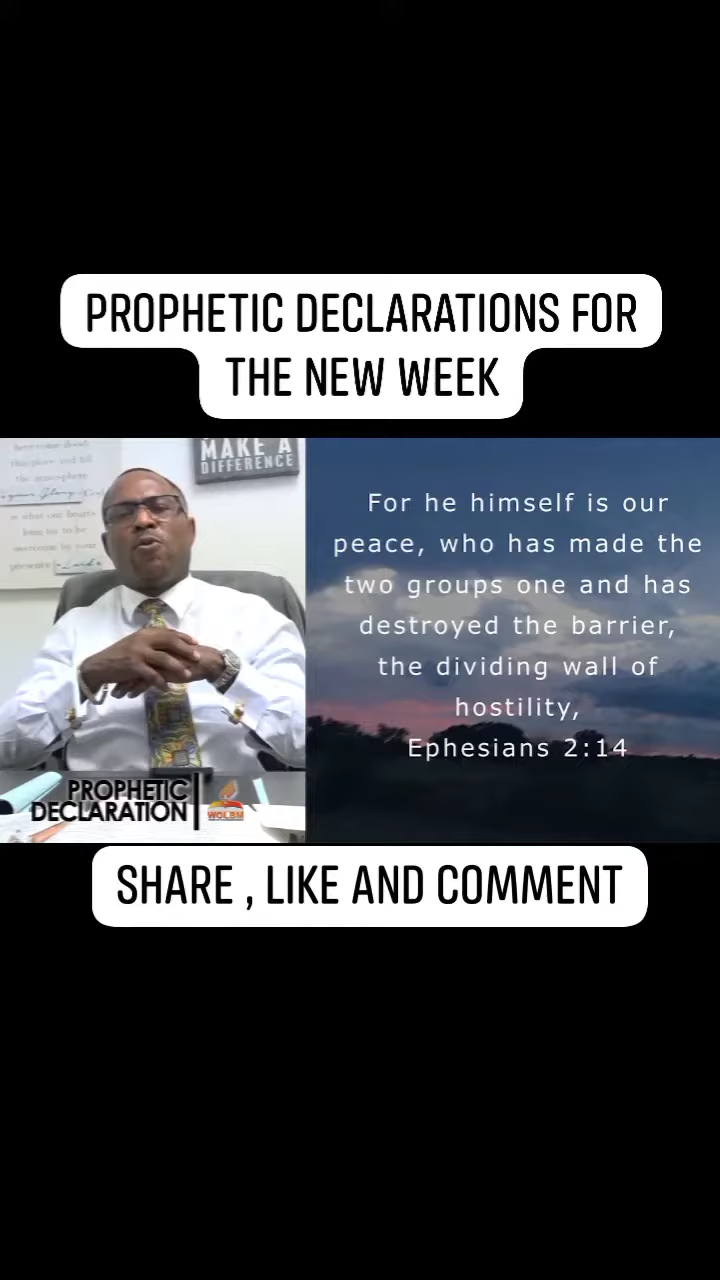 PROPHETIC DECLARATIONS FOR
THE NEW WEEK
MAKE A
DIFFERENCE
For he himself is our
peace, who has made the
two groups one and has
destroyed the barrier,
the dividing wall of
hostility,
Ephesians 2:14
PROPHETIC
DECLARATION
WOLBM
SHARE , LIKE AND COMMENT